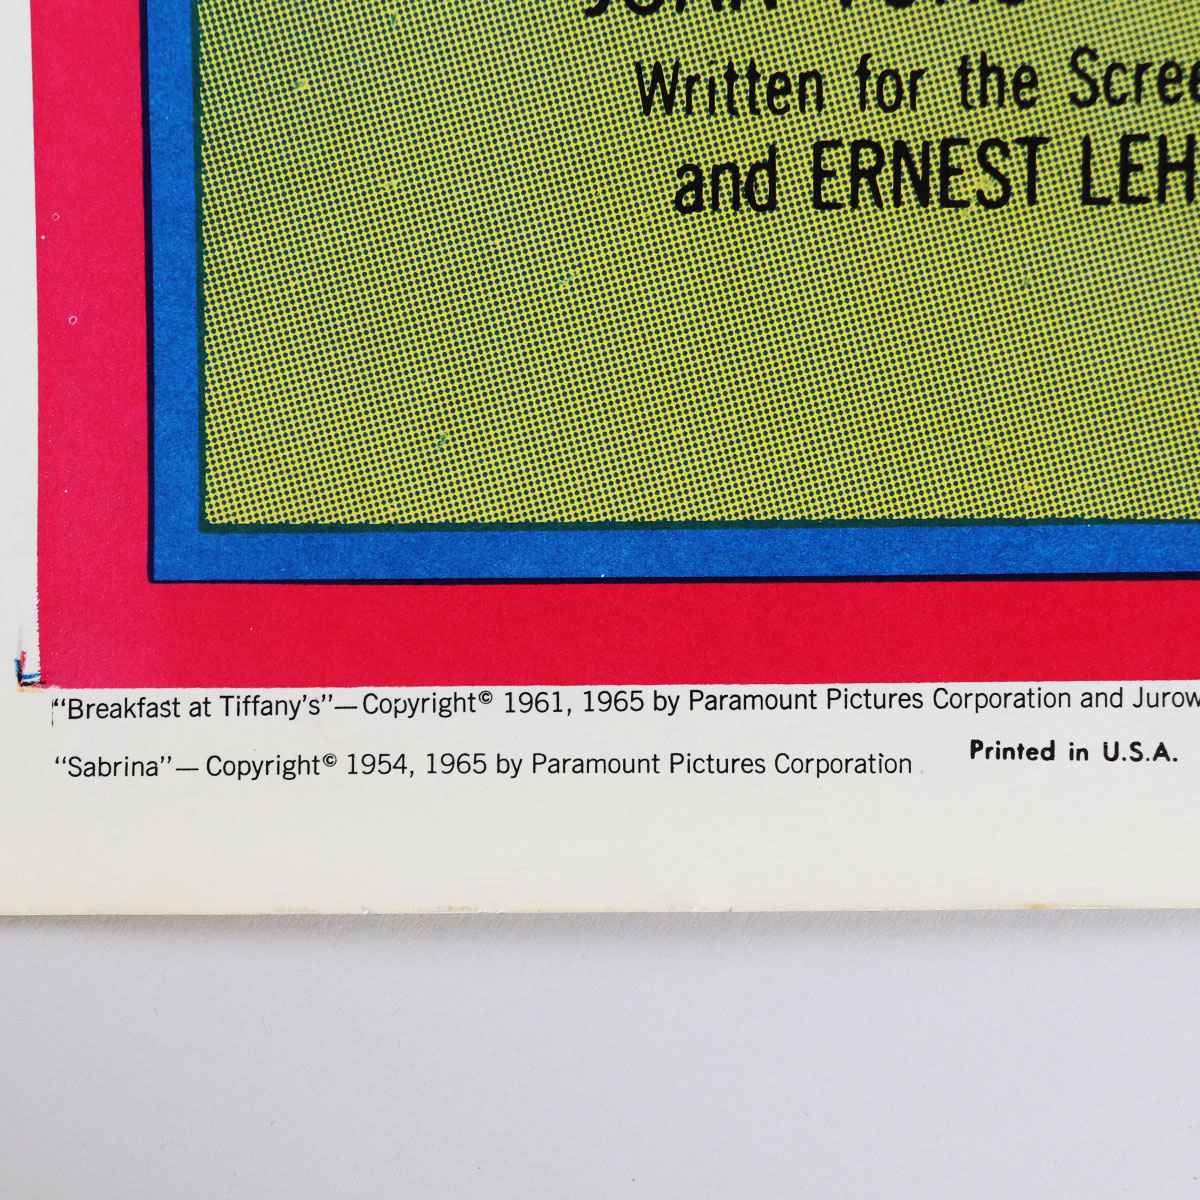 Written for the Scree
and ERNEST LEH
"Breakfast at Tiffany's"—Copyright© 1961, 1965 by Paramount Pictures Corporation and Jurow
"Sabrina"— Copyright© 1954, 1965 by Paramount Pictures Corporation
Printed in U.S.A.